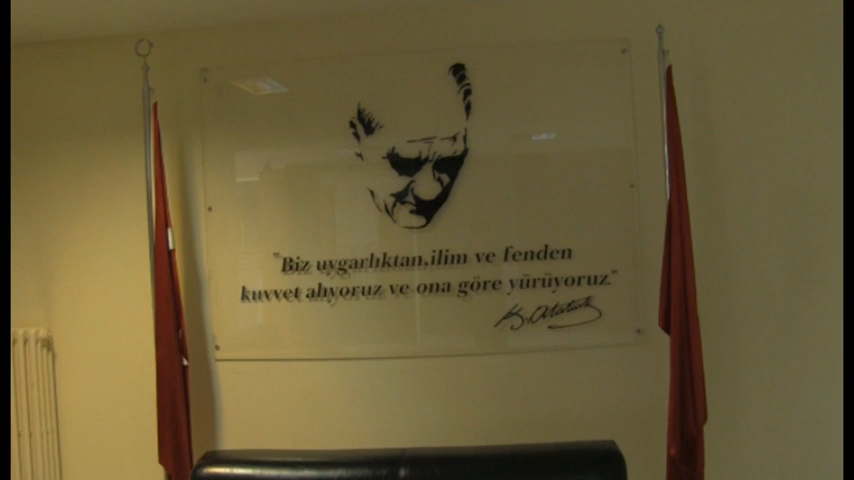 "Biz uygarlıktan,ilim ve fenden
kuvvet alıyoruz ve ona göre yürüyoruz."
K. Atatürk